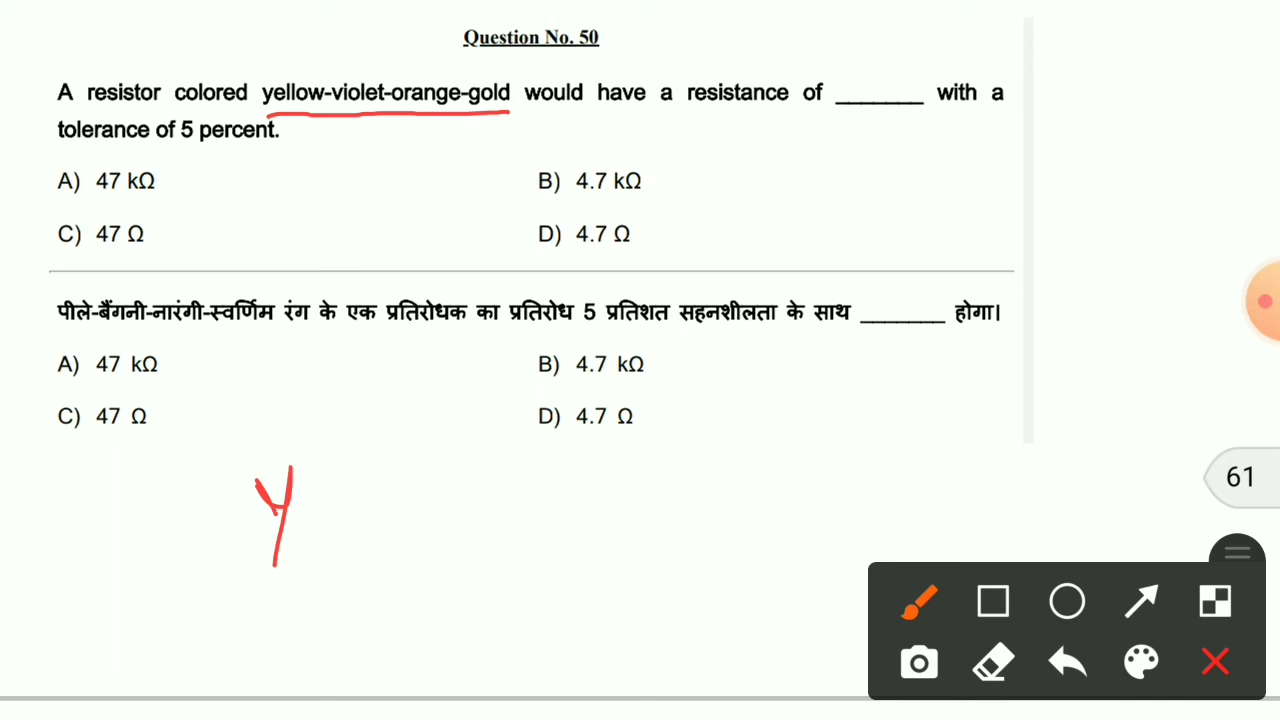 Question No. 50
A resistor colored yellow-violet-orange-gold would have a resistance of _______ with a
tolerance of 5 percent.
A) 47 kΩ
B) 4.7 kΩ
C) 47 Ω
D) 4.7 Ω
पीले-बैंगनी-नारंगी-स्वर्णिम रंग के एक प्रतिरोधक का प्रतिरोध 5 प्रतिशत सहनशीलता के साथ _______ होगा।
A) 47 kΩ
B) 4.7 kΩ
C) 47 Ω
D) 4.7 Ω
Y
61